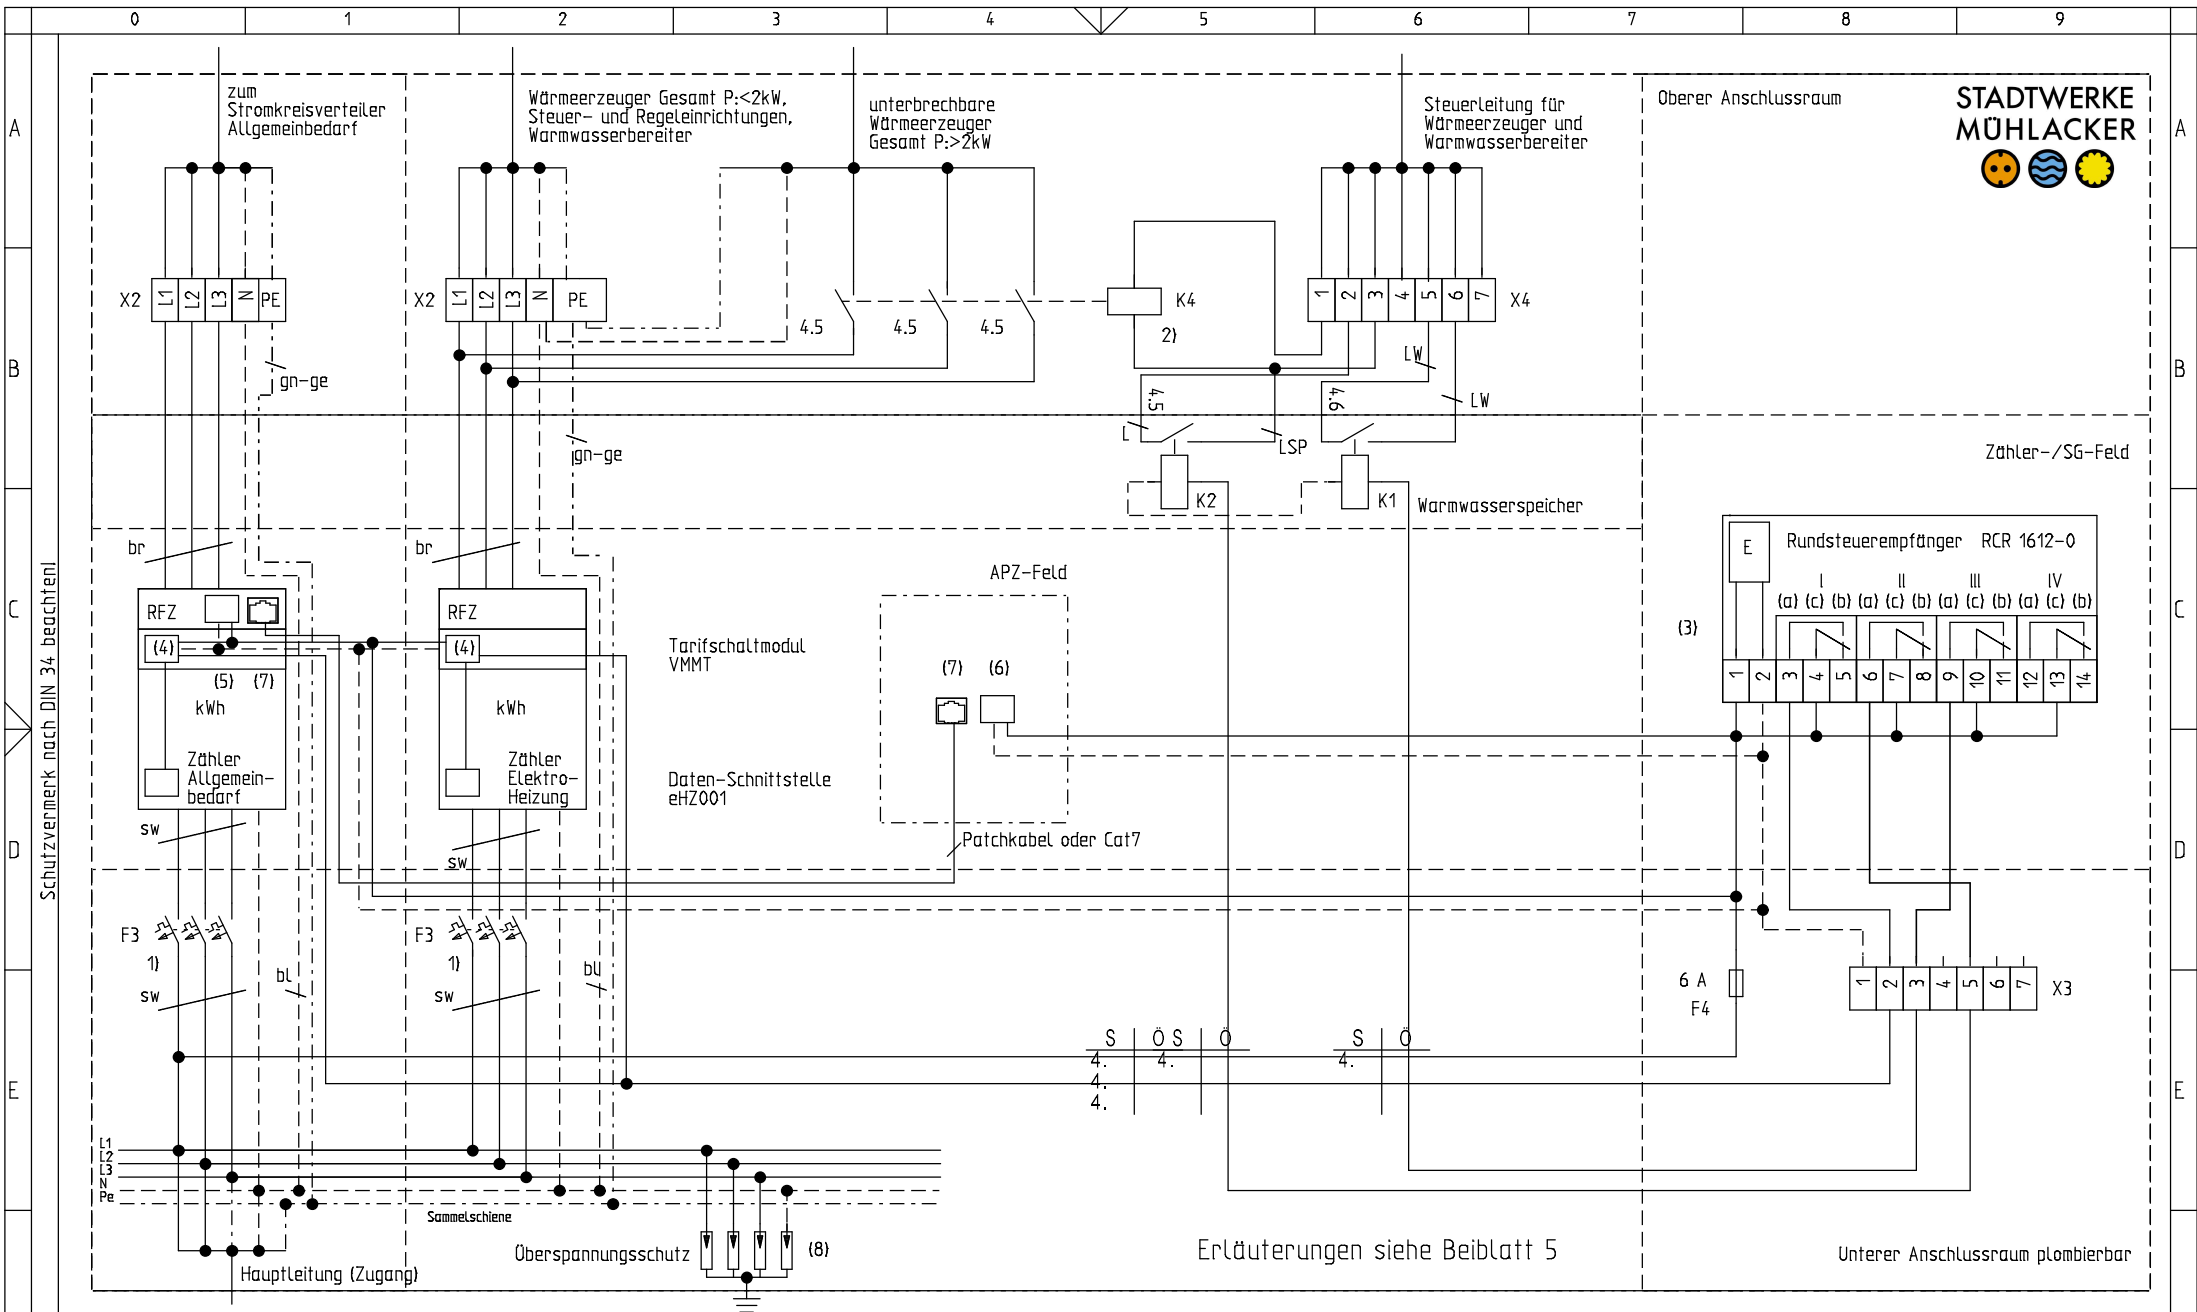 0 1 2 3 4 5 6 7 8 9
A A
B B
C C
D D
E E
Schutzvermerk nach DIN 34 beachten!
zum
Stromkreisverteiler
Allgemeinbedarf
Wärmeerzeuger Gesamt P:<2kW,
Steuer- und Regeleinrichtungen,
Warmwasserbereiter
unterbrechbare
Wärmeerzeuger
Gesamt P:>2kW
Steuerleitung für
Wärmeerzeuger und
Warmwasserbereiter
Oberer Anschlussraum
STADTWERKE
MÜHLACKER
X2 L1 L2 L3 N PE
X2 L1 L2 L3 N PE
4.5 4.5 4.5
K4
2)
1 2 3 4 5 6 7 X4
gn-ge
gn-ge
LW
LW
4.5
4.6
L
LSP
K2
K1
Warmwasserspeicher
Zähler-/SG-Feld
br
br
RFZ
RFZ
(4)
(4)
(5) (7)
kWh
kWh
Zähler
Allgemein-
bedarf
Zähler
Elektro-
Heizung
Tarifschaltmodul
VMMT
Daten-Schnittstelle
eHZ001
APZ-Feld
(7) (6)
Patchkabel oder Cat7
E
Rundsteuerempfänger RCR 1612-0
I II III IV
(a) (c) (b) (a) (c) (b) (a) (c) (b) (a) (c) (b)
(3)
1 2 3 4 5 6 7 8 9 10 11 12 13 14
sw
sw
F3
1)
F3
1)
sw
sw
bl
bl
6 A
F4
1 2 3 4 5 6 7 X3
S Ö S Ö
4. 4.
4.
4.
S Ö
4.
L1
L2
L3
N
Pe
Sammelschiene
Überspannungsschutz
(8)
Hauptleitung (Zugang)
Erläuterungen siehe Beiblatt 5
Unterer Anschlussraum plombierbar